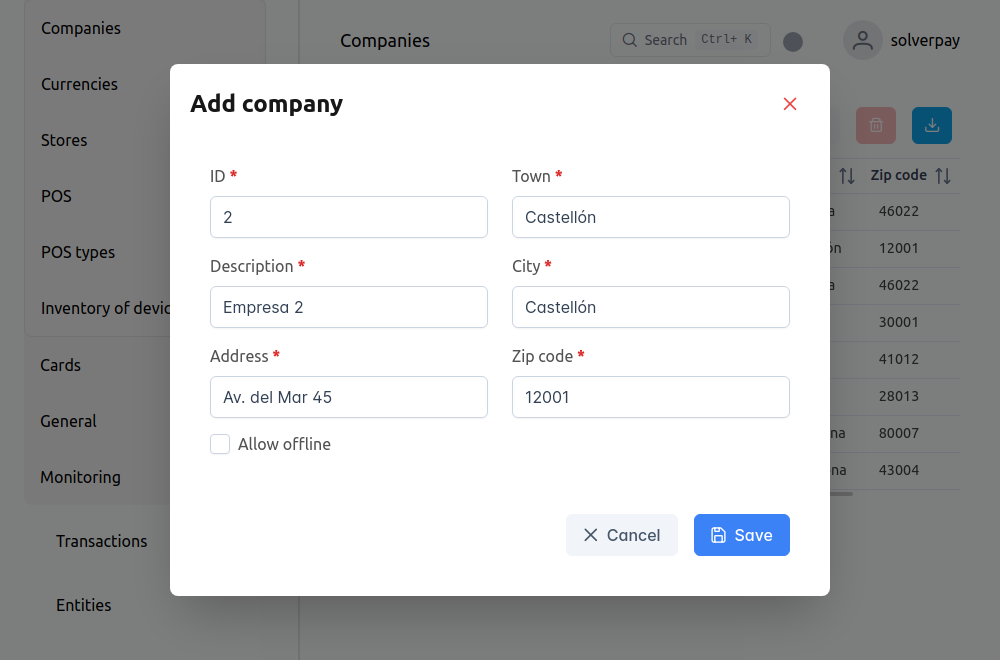 Companies
Currencies
Stores
POS
POS types
Inventory of devic
Cards
General
Monitoring
Transactions
Entities
Companies
Search Ctrl+ K
solverpay
Add company
ID *
2
Town *
Castellón
Description *
Empresa 2
City *
Castellón
Address *
Av. del Mar 45
Zip code *
12001
Allow offline
Cancel
Save
Zip code
a 46022
ón 12001
a 46022
30001
41012
28013
na 80007
na 43004